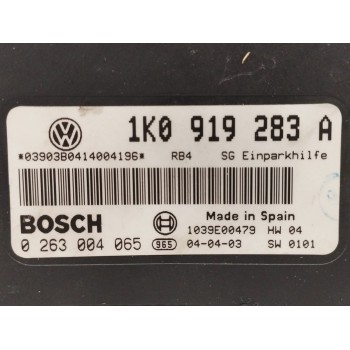 1K0 919 283 A
*03903B0414004196* RB4 SG Einparkhilfe
BOSCH
Made in Spain
1039E00479 HW 04
0 263 004 065 965 04-04-03 SW 0101